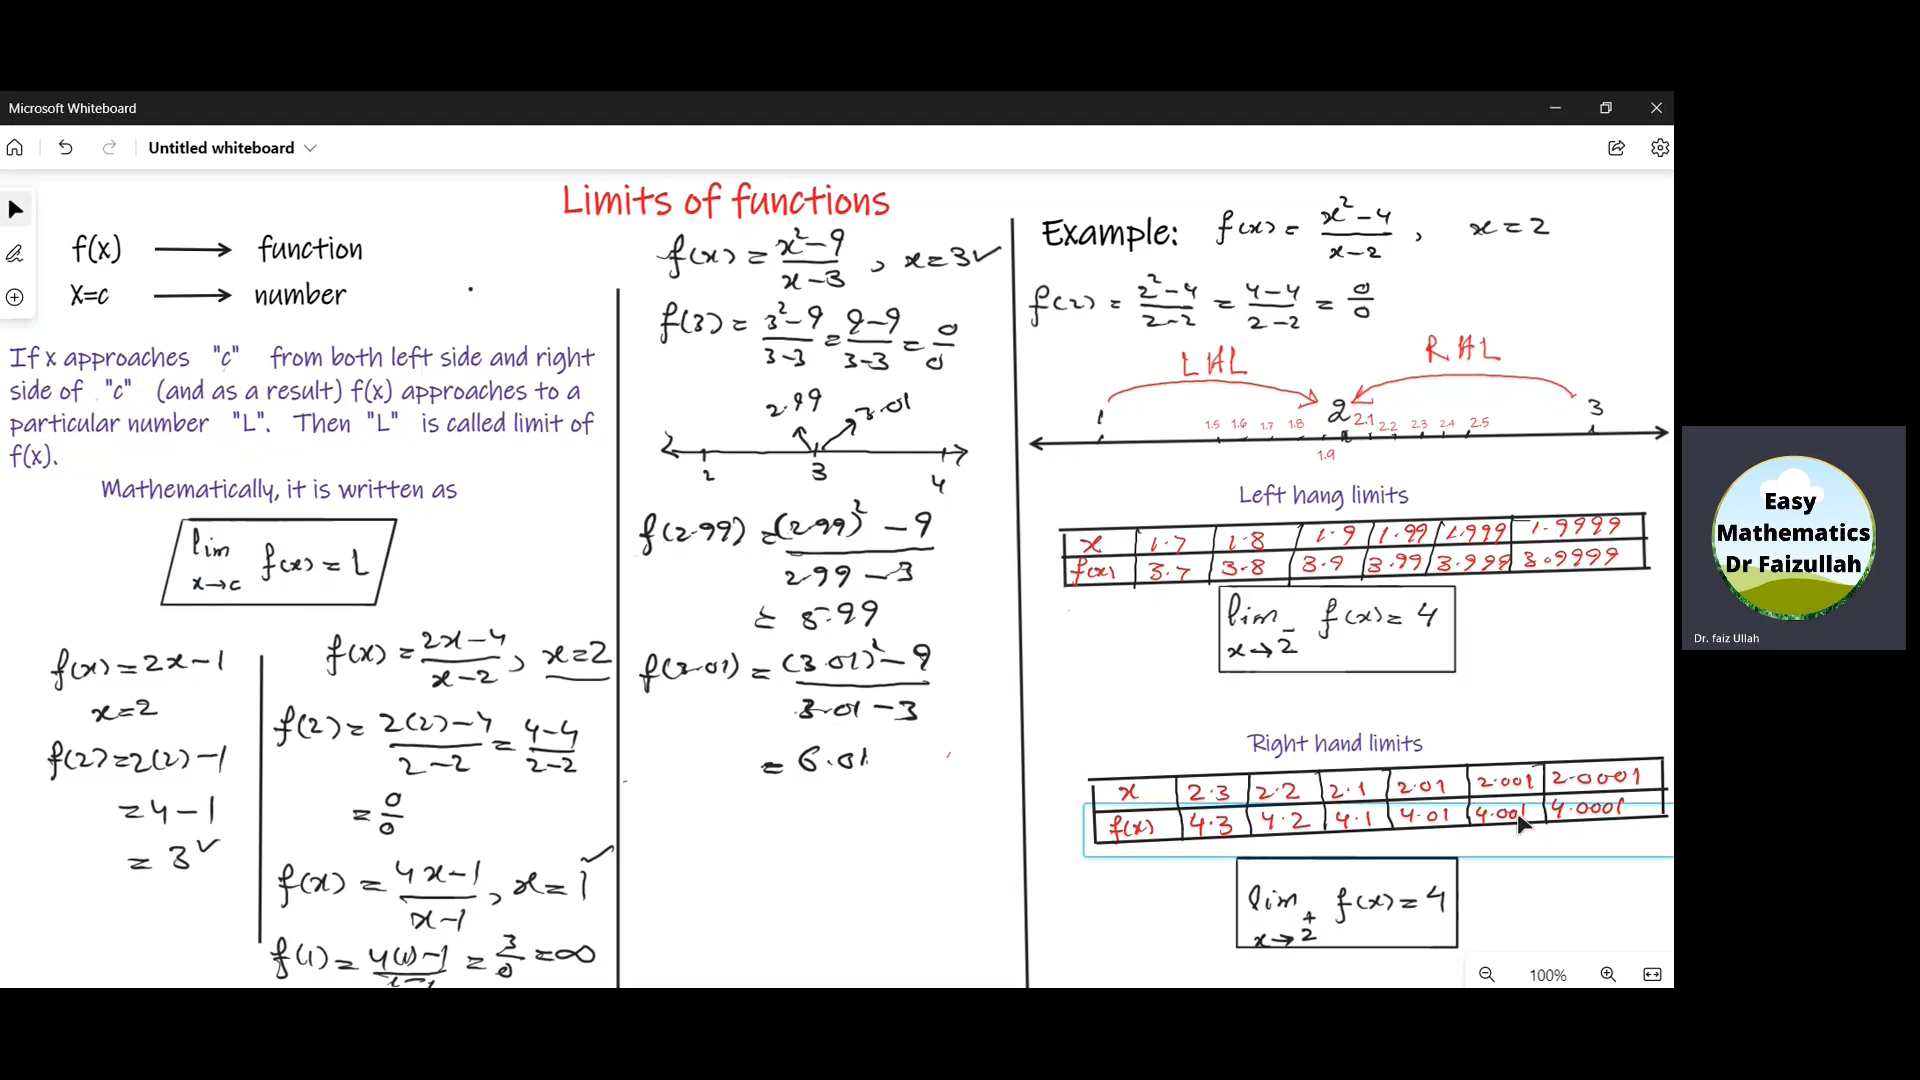 Microsoft Whiteboard
Untitled whiteboard
Limits of functions
f(x) → function
X=c → number
If x approaches "c" from both left side and right
side of "c" (and as a result) f(x) approaches to a
particular number "L". Then "L" is called limit of
f(x).
Mathematically, it is written as
lim x→c f(x) = L
f(x) = 2x-1
x=2
f(2)=2(2)-1
=4-1
= 3 ✓
f(x) = (2x-4)/(x-2), x=2
f(2) = (2(2)-4)/(2-2) = (4-4)/(2-2)
= 0/0
f(x) = (4x-1)/(x-1), x=1 ✓
f(1) = (4(1)-1)/(1-1) = 3/0 = ∞
f(x) = (x²-9)/(x-3), x=3 ✓
f(3) = (3²-9)/(3-3) = (9-9)/(3-3) = 0/0
2.99 3.01
2 3 4
f(2.99) = ((2.99)²-9)/(2.99-3)
= 5.99
f(3.01) = ((3.01)²-9)/(3.01-3)
= 6.01
Example: f(x) = (x²-4)/(x-2), x=2
f(2) = (2²-4)/(2-2) = (4-4)/(2-2) = 0/0
LHL RHL
1 1.5 1.6 1.7 1.8 1.9 2 2.1 2.2 2.3 2.4 2.5 3
Left hang limits
x 1.7 1.8 1.9 1.99 1.999 1.9999
f(x) 3.7 3.8 3.9 3.99 3.999 3.9999
lim x→2⁻ f(x) = 4
Right hand limits
x 2.3 2.2 2.1 2.01 2.001 2.0001
f(x) 4.3 4.2 4.1 4.01 4.001 4.0001
lim x→2⁺ f(x) = 4
100%
Easy
Mathematics
Dr Faizullah
Dr. faiz Ullah